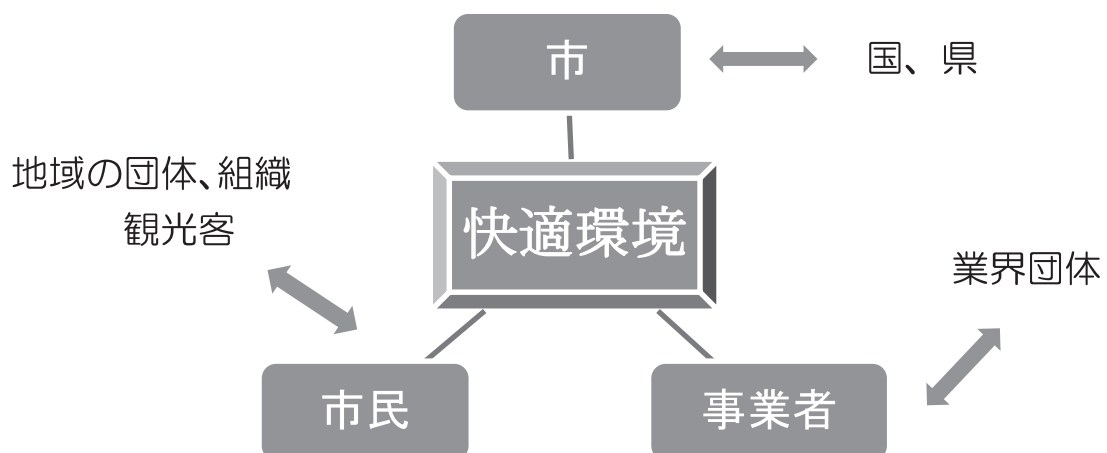 市
国、県
地域の団体、組織
観光客
快適環境
業界団体
市民
事業者